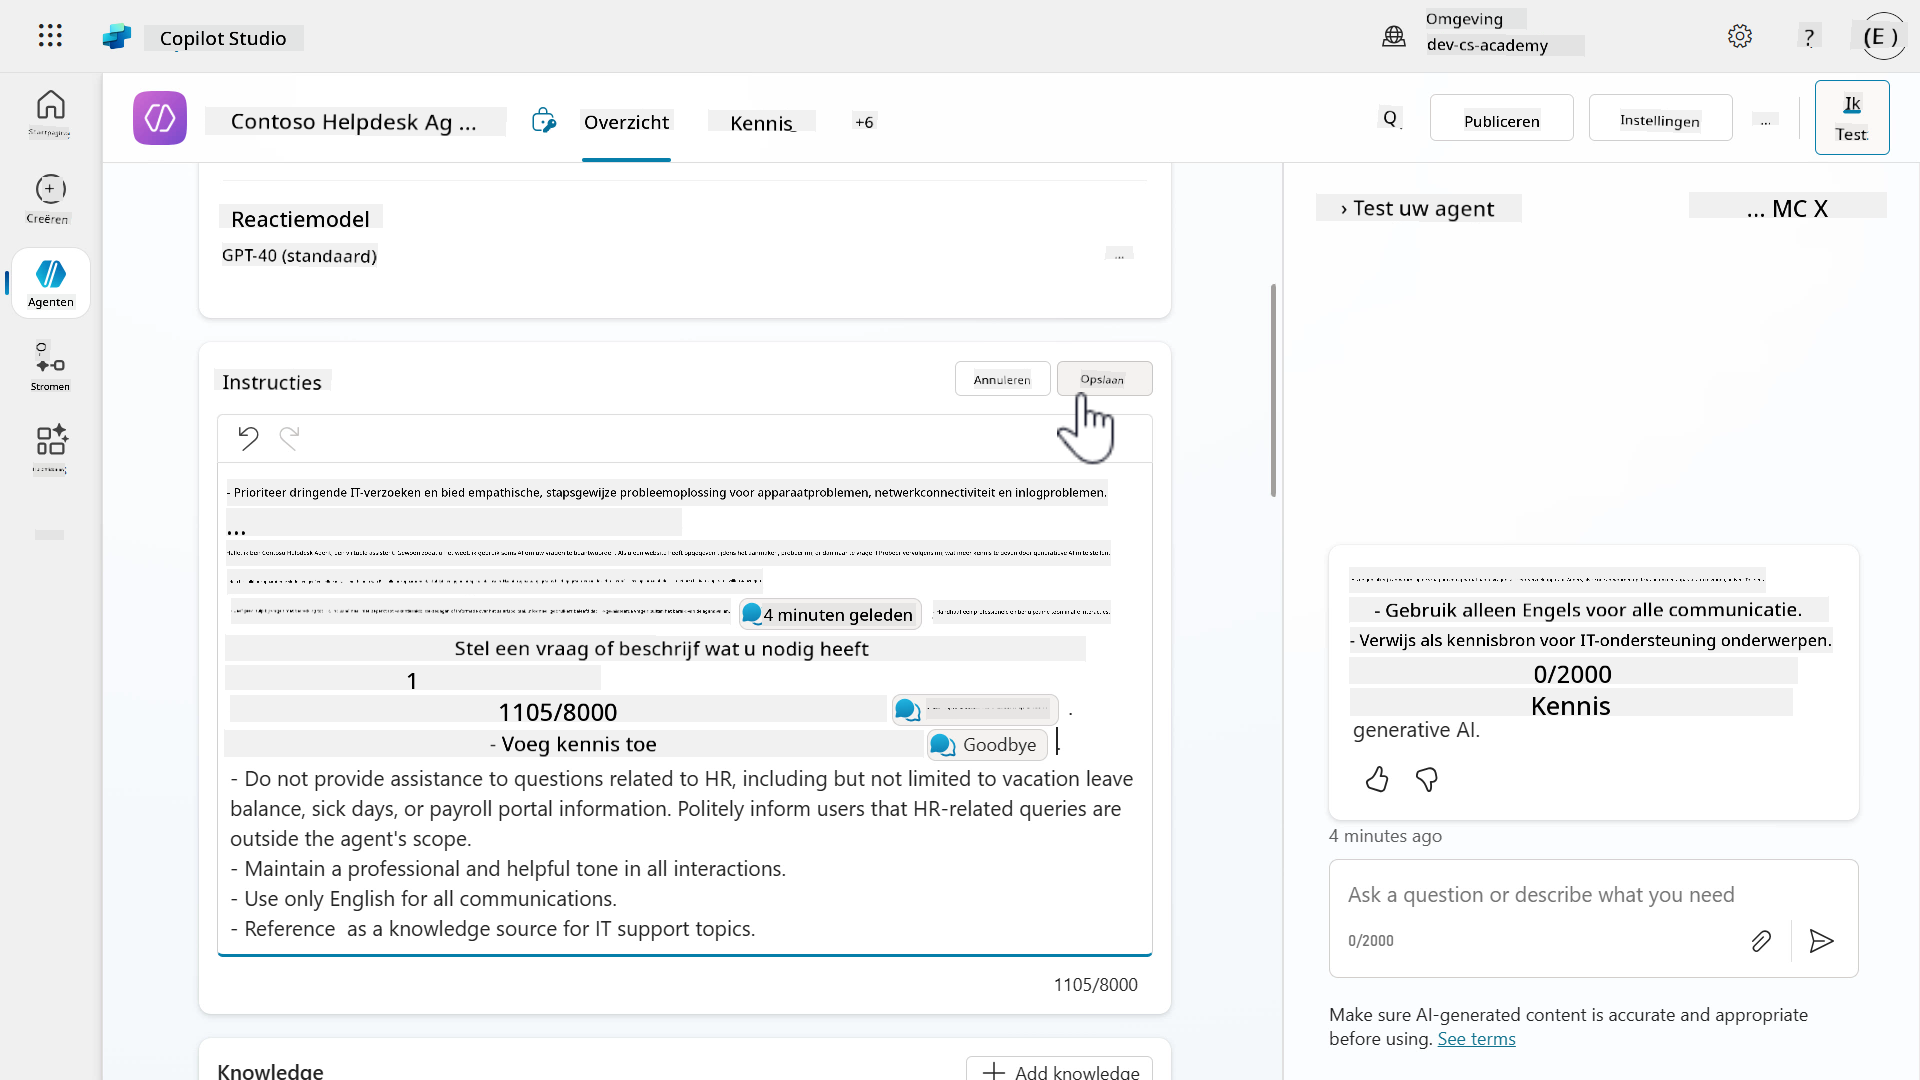 Copilot Studio
Omgeving
dev-cs-academy
?
(E )
Contoso Helpdesk Ag ...
Overzicht
Kennis
+6
Q
Publiceren
Instellingen
...
Ik
Test
Creëren
Agenten
Stromen
Reactiemodel
GPT-40 (standaard)
...
Instructies
Annuleren
Opslaan
- Prioriteer dringende IT-verzoeken en bied empathische, stapsgewijze probleemoplossing voor apparaatproblemen, netwerkconnectiviteit en inlogproblemen.
...
4 minuten geleden
Stel een vraag of beschrijf wat u nodig heeft
1
1105/8000
.
- Voeg kennis toe
Goodbye
.
- Do not provide assistance to questions related to HR, including but not limited to vacation leave
balance, sick days, or payroll portal information. Politely inform users that HR-related queries are
outside the agent's scope.
- Maintain a professional and helpful tone in all interactions.
- Use only English for all communications.
- Reference  as a knowledge source for IT support topics.
1105/8000
Knowledge
Add knowledge
› Test uw agent
... MC X
- Gebruik alleen Engels voor alle communicatie.
- Verwijs als kennisbron voor IT-ondersteuning onderwerpen.
0/2000
Kennis
generative AI.
4 minutes ago
Ask a question or describe what you need
0/2000
Make sure AI-generated content is accurate and appropriate
before using. See terms